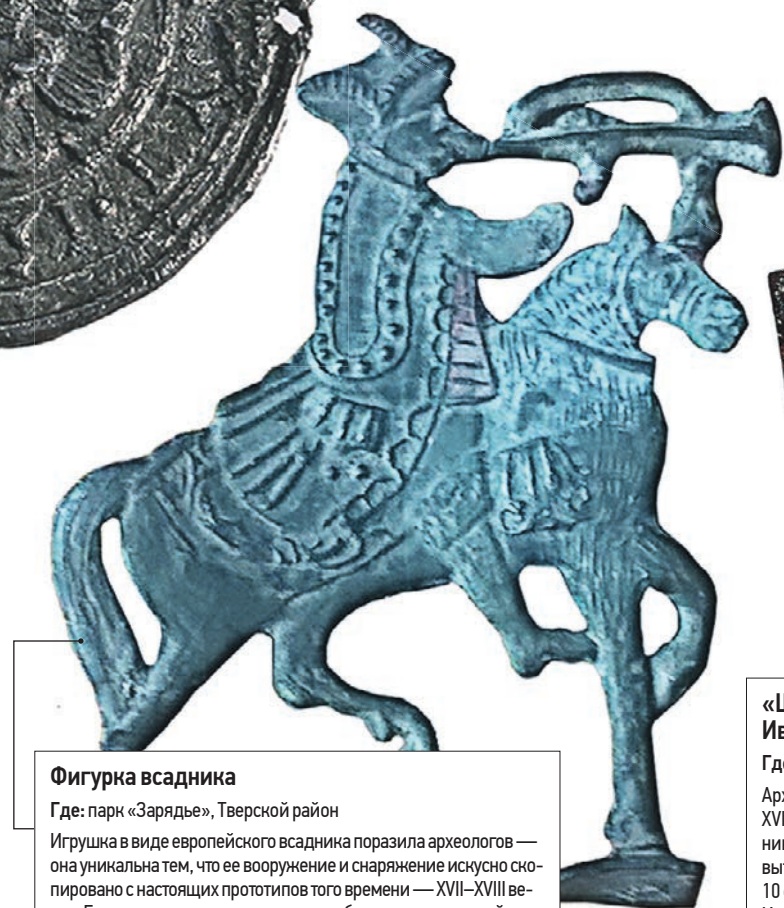 Фигурка всадника
Где: парк «Зарядье», Тверской район
Игрушка в виде европейского всадника поразила археологов —
она уникальна тем, что ее вооружение и снаряжение искусно ско-
пировано с настоящих прототипов того времени — XVII–XVIII ве-